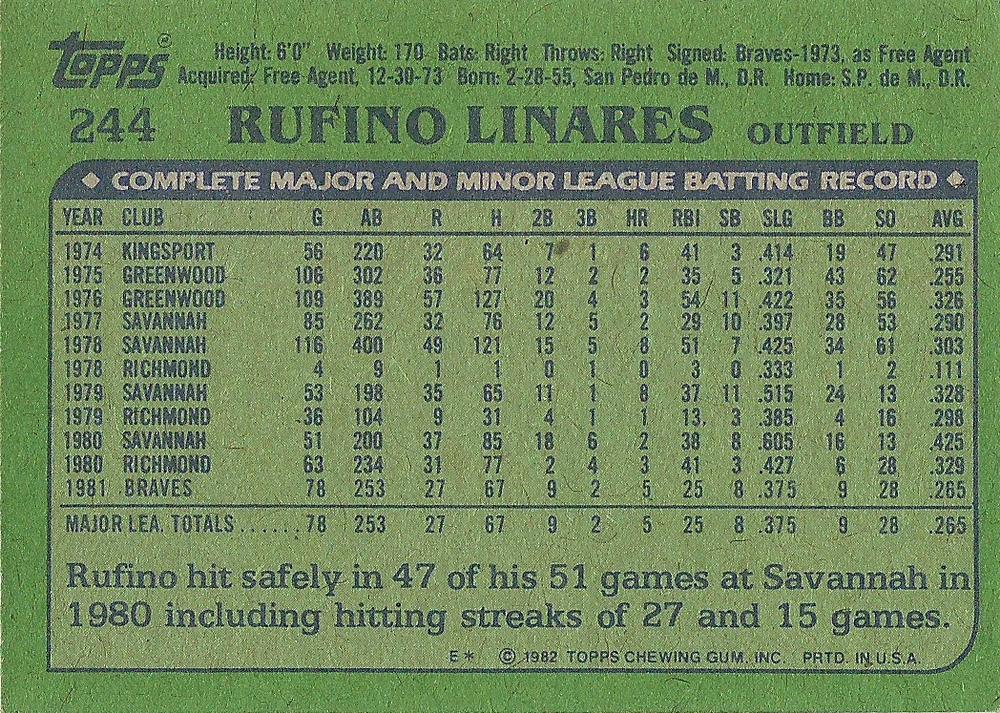 Topps® Height: 6'0" Weight: 170 Bats: Right Throws: Right Signed: Braves-1973, as Free Agent
Acquired: Free Agent, 12-30-73 Born: 2-28-55, San Pedro de M., D.R. Home: S.P. de M., D.R.
244 RUFINO LINARES OUTFIELD
◆ COMPLETE MAJOR AND MINOR LEAGUE BATTING RECORD ◆
YEAR CLUB G AB R H 2B 3B HR RBI SB SLG BB SO AVG
1974 KINGSPORT 56 220 32 64 7 1 6 41 3 .414 19 47 .291
1975 GREENWOOD 106 302 36 77 12 2 2 35 5 .321 43 62 .255
1976 GREENWOOD 109 389 57 127 20 4 3 54 11 .422 35 56 .326
1977 SAVANNAH 85 262 32 76 12 5 2 29 10 .397 28 53 .290
1978 SAVANNAH 116 400 49 121 15 5 8 51 7 .425 34 61 .303
1978 RICHMOND 4 9 1 1 0 1 0 3 0 .333 1 2 .111
1979 SAVANNAH 53 198 35 65 11 1 8 37 11 .515 24 13 .328
1979 RICHMOND 36 104 9 31 4 1 1 13 3 .385 4 16 .298
1980 SAVANNAH 51 200 37 85 18 6 2 38 8 .605 16 13 .425
1980 RICHMOND 63 234 31 77 2 4 3 41 3 .427 6 28 .329
1981 BRAVES 78 253 27 67 9 2 5 25 8 .375 9 28 .265
MAJOR LEA. TOTALS......78 253 27 67 9 2 5 25 8 .375 9 28 .265
Rufino hit safely in 47 of his 51 games at Savannah in
1980 including hitting streaks of 27 and 15 games.
E* © 1982 TOPPS CHEWING GUM, INC. PRTD. IN U.S.A.